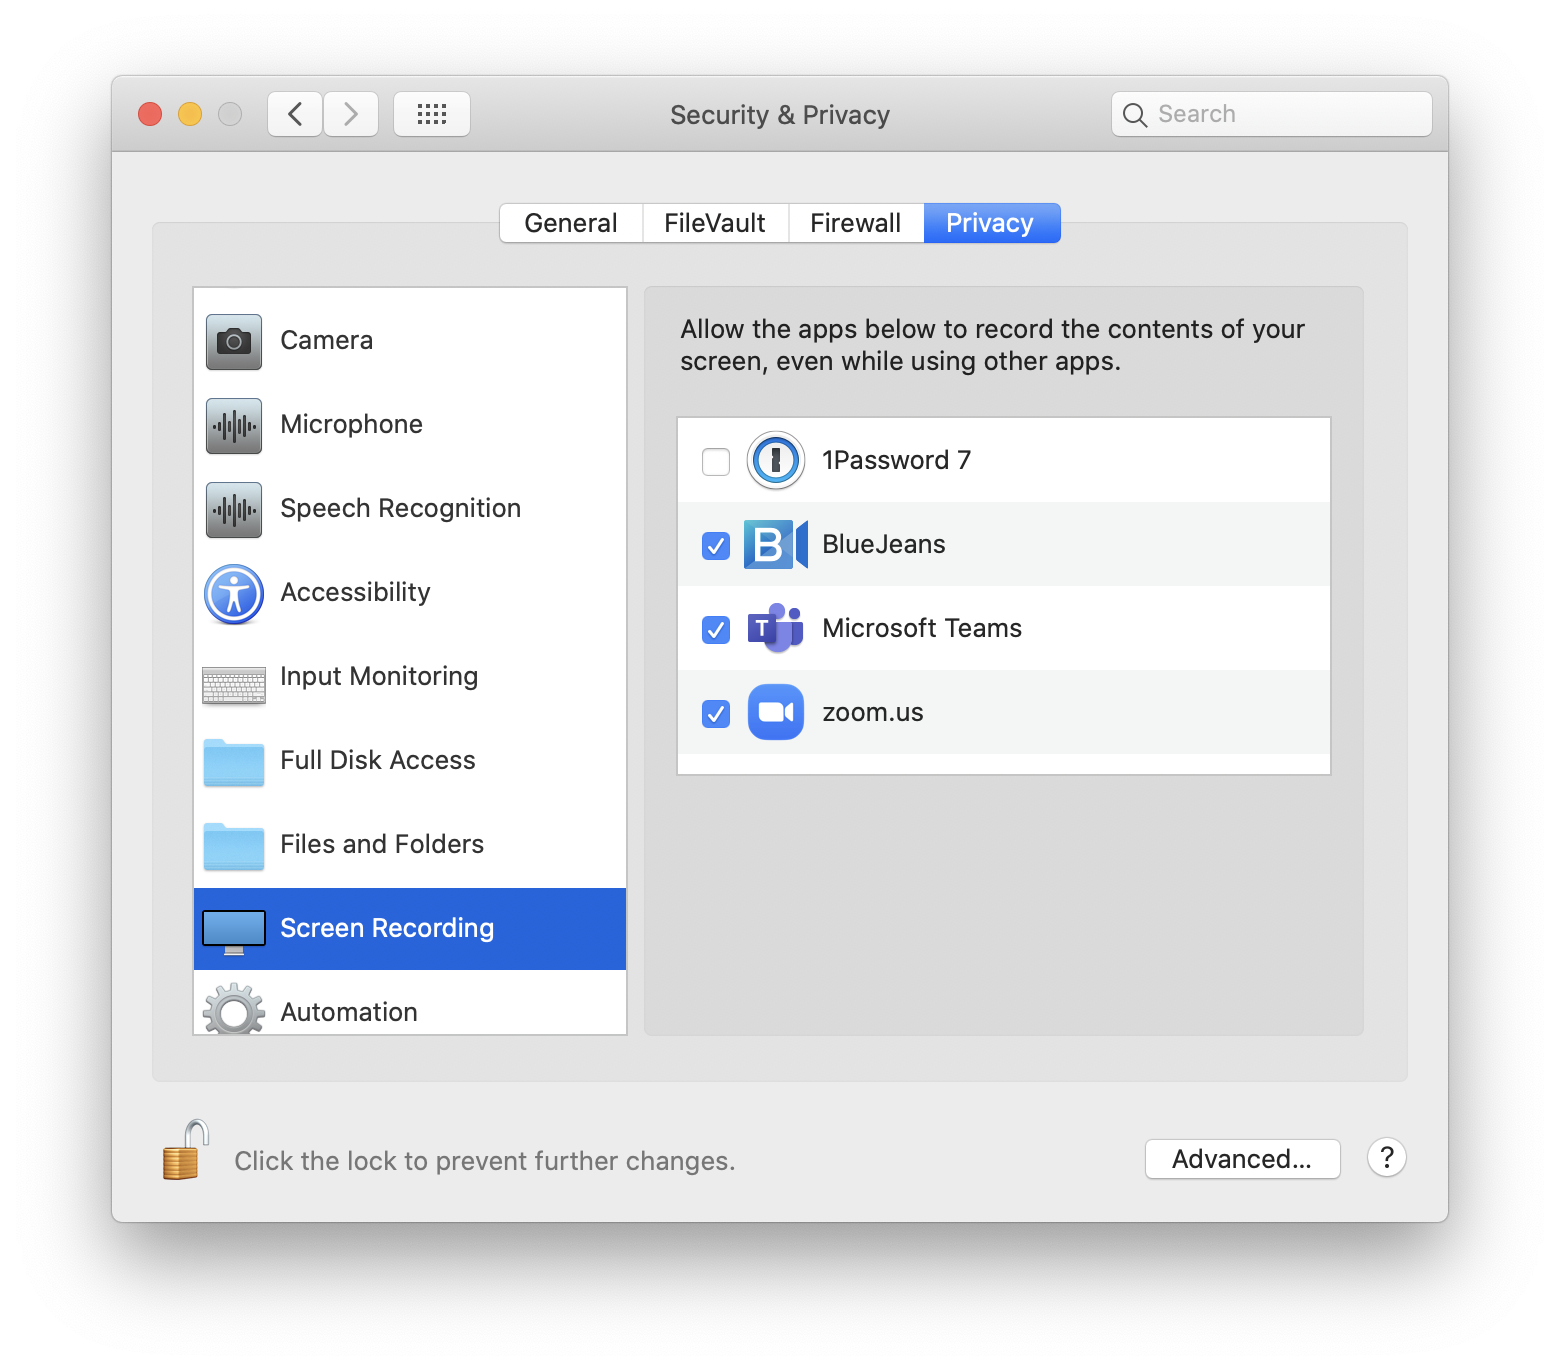 Security & Privacy
Search
General
FileVault
Firewall
Privacy
Camera
Microphone
Speech Recognition
Accessibility
Input Monitoring
Full Disk Access
Files and Folders
Screen Recording
Automation
Allow the apps below to record the contents of your
screen, even while using other apps.
1Password 7
B
BlueJeans
T
Microsoft Teams
zoom.us
Click the lock to prevent further changes.
Advanced...
?